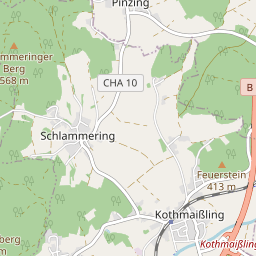 Pinzing
mmeringer
Berg
568 m
CHA 10
B
Schlammering
Feuerstein
413 m
Kothmaißling
berg
m
Kothmaißling